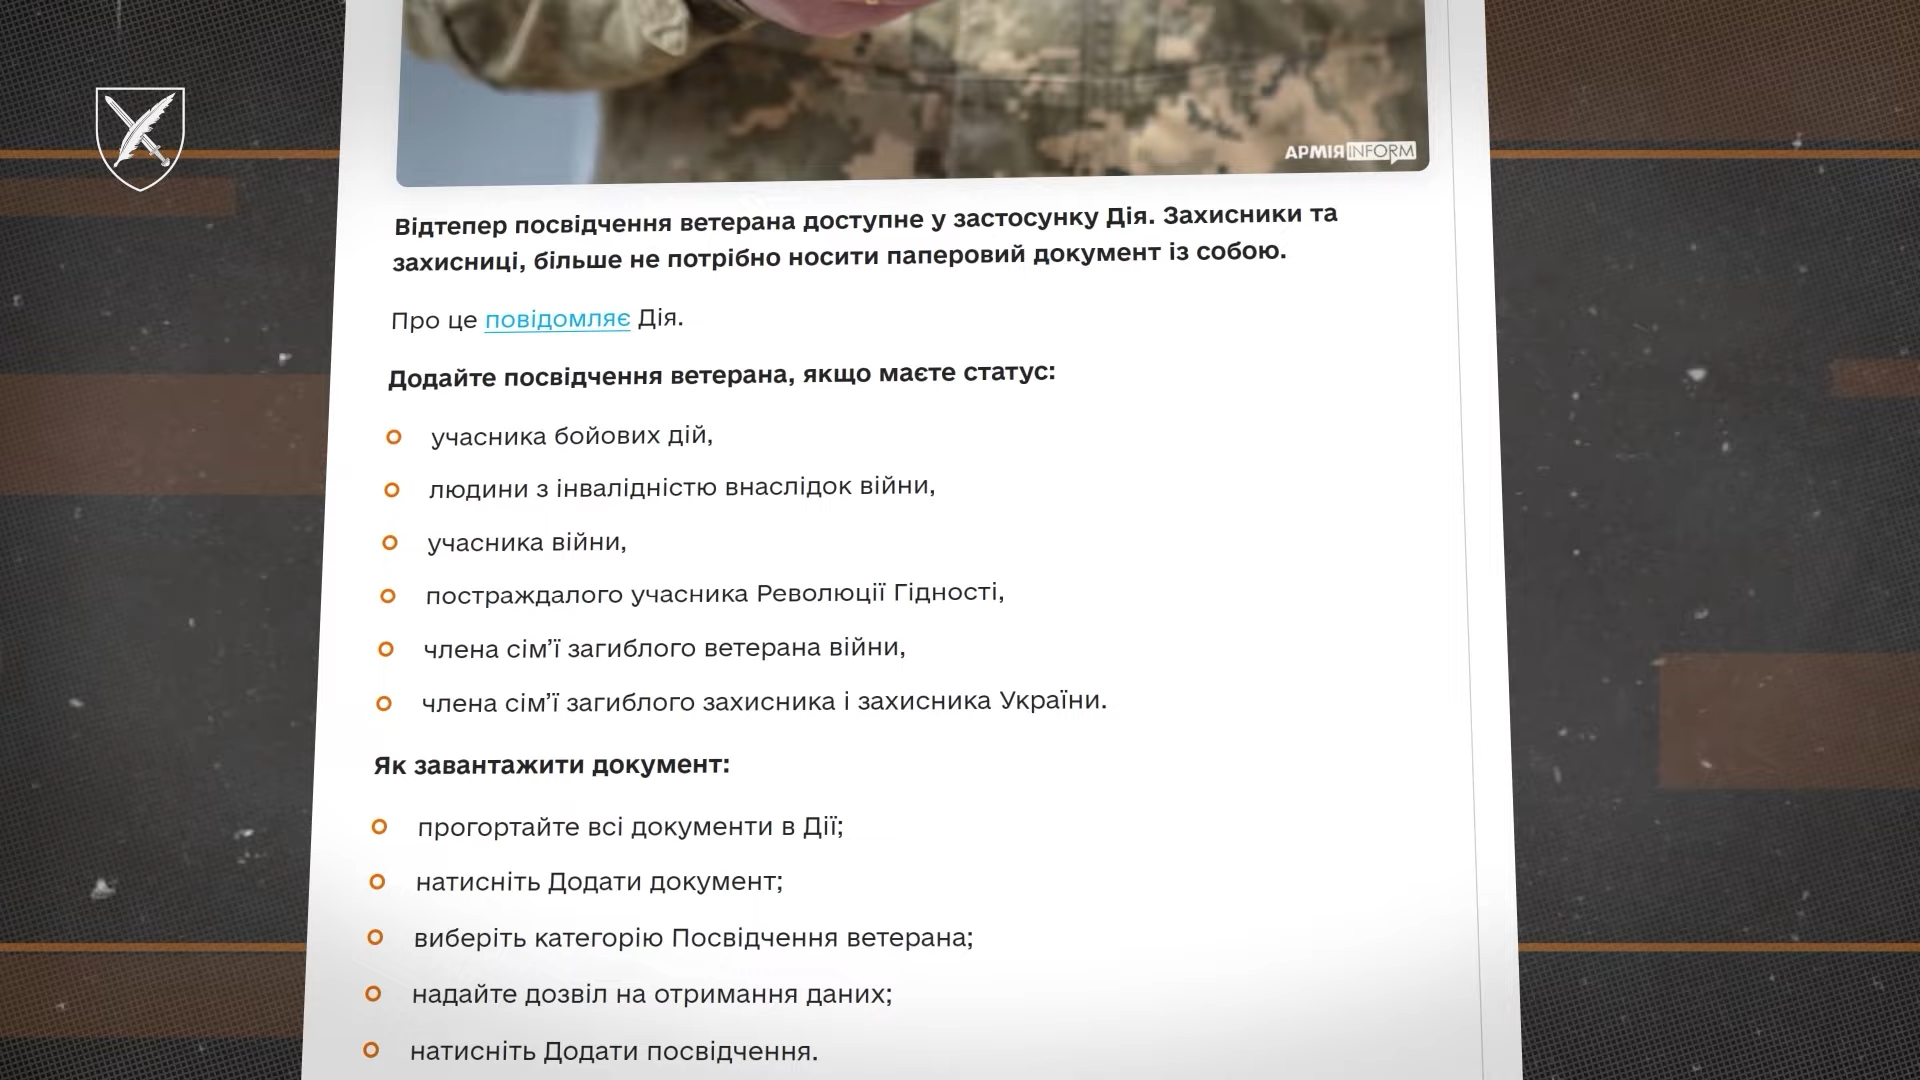 АРМІЯINFORM
Відтепер посвідчення ветерана доступне у застосунку Дія. Захисники та
захисниці, більше не потрібно носити паперовий документ із собою.
Про це повідомляє Дія.
Додайте посвідчення ветерана, якщо маєте статус:
учасника бойових дій,
людини з інвалідністю внаслідок війни,
учасника війни,
постраждалого учасника Революції Гідності,
члена сім’ї загиблого ветерана війни,
члена сім’ї загиблого захисника і захисника України.
Як завантажити документ:
прогортайте всі документи в Дії;
натисніть Додати документ;
виберіть категорію Посвідчення ветерана;
надайте дозвіл на отримання даних;
натисніть Додати посвідчення.